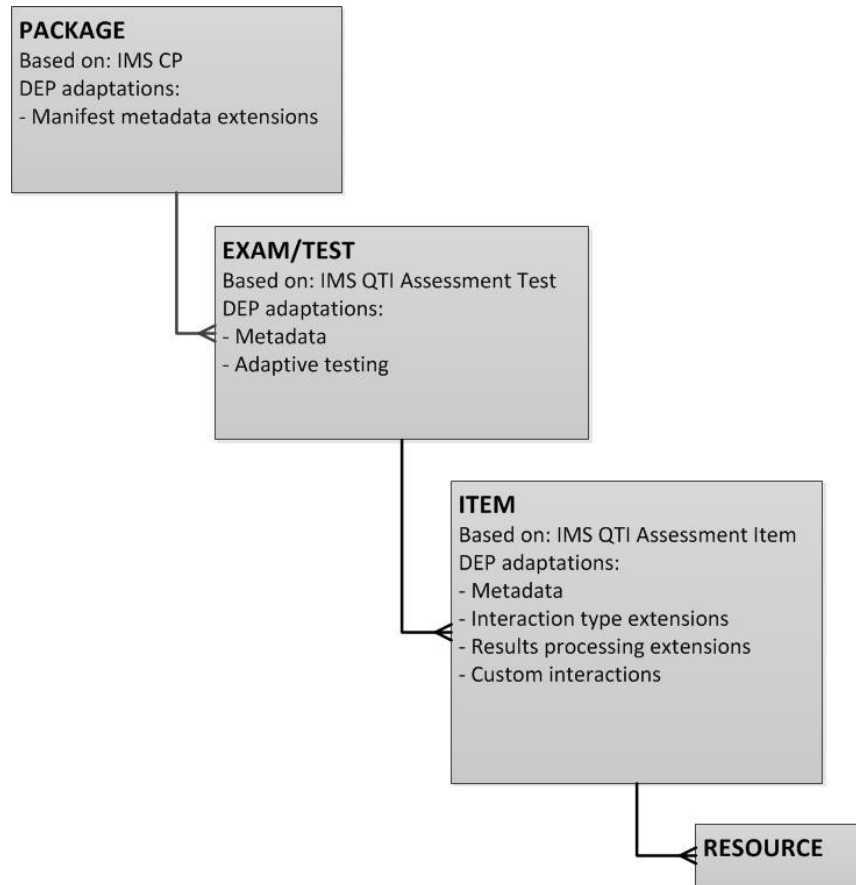 PACKAGE
Based on: IMS CP
DEP adaptations:
- Manifest metadata extensions
EXAM/TEST
Based on: IMS QTI Assessment Test
DEP adaptations:
- Metadata
- Adaptive testing
ITEM
Based on: IMS QTI Assessment Item
DEP adaptations:
- Metadata
- Interaction type extensions
- Results processing extensions
- Custom interactions
RESOURCE